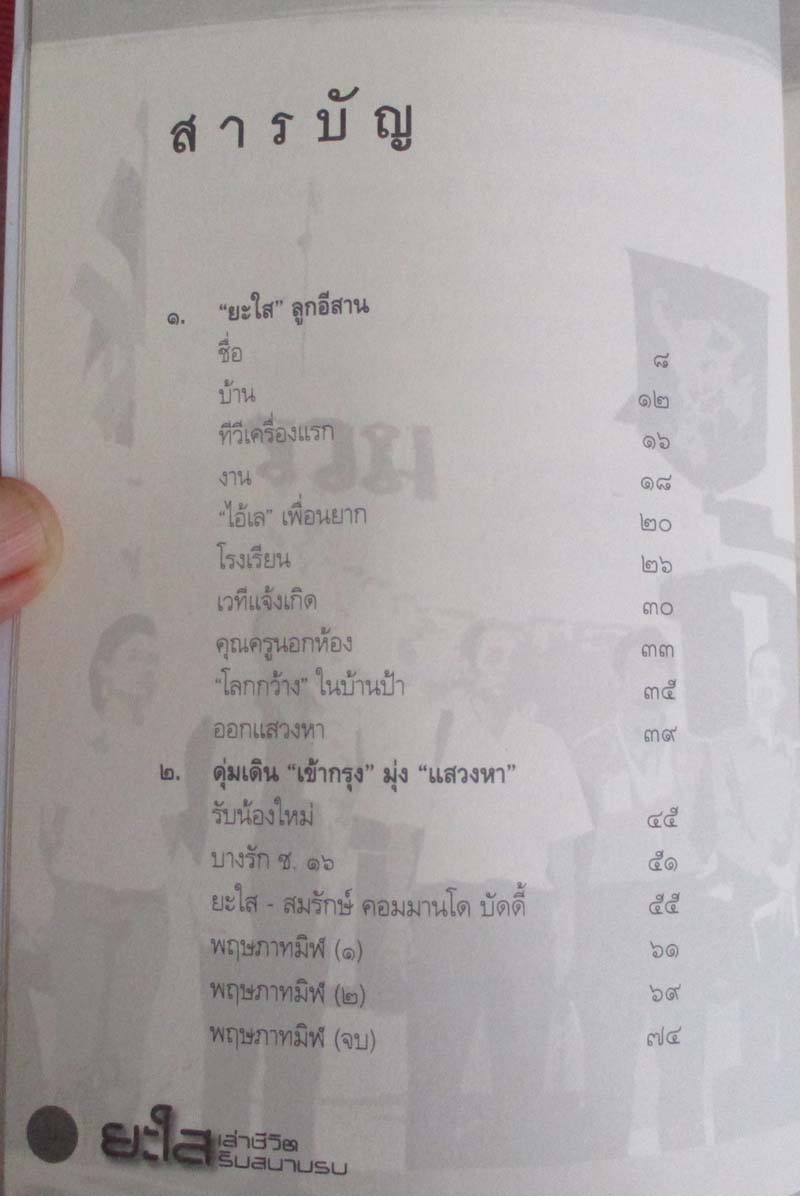 สารบัญ
๑. “ยะใส” ลูกอีสาน
ชื่อ ๘
บ้าน ๑๒
ทีวีเครื่องแรก ๑๖
งาน ๑๘
“ไอ้เล” เพื่อนยาก ๒๐
โรงเรียน ๒๖
เวทีแจ้งเกิด ๓๐
คุณครูนอกห้อง ๓๓
“โลกกว้าง” ในบ้านป้า ๓๕
ออกแสวงหา ๓๙
๒. ดุ่มเดิน “เข้ากรุง” มุ่ง “แสวงหา”
รับน้องใหม่ ๔๕
บางรัก ซ. ๑๖ ๕๑
ยะใส - สมรักษ์ คอมมานโด บัดดี้ ๕๕
พฤษภาทมิฬ (๑) ๖๑
พฤษภาทมิฬ (๒) ๖๙
พฤษภาทมิฬ (จบ) ๗๔
ยะใส เล่าชีวิต
ริมสนามรบ